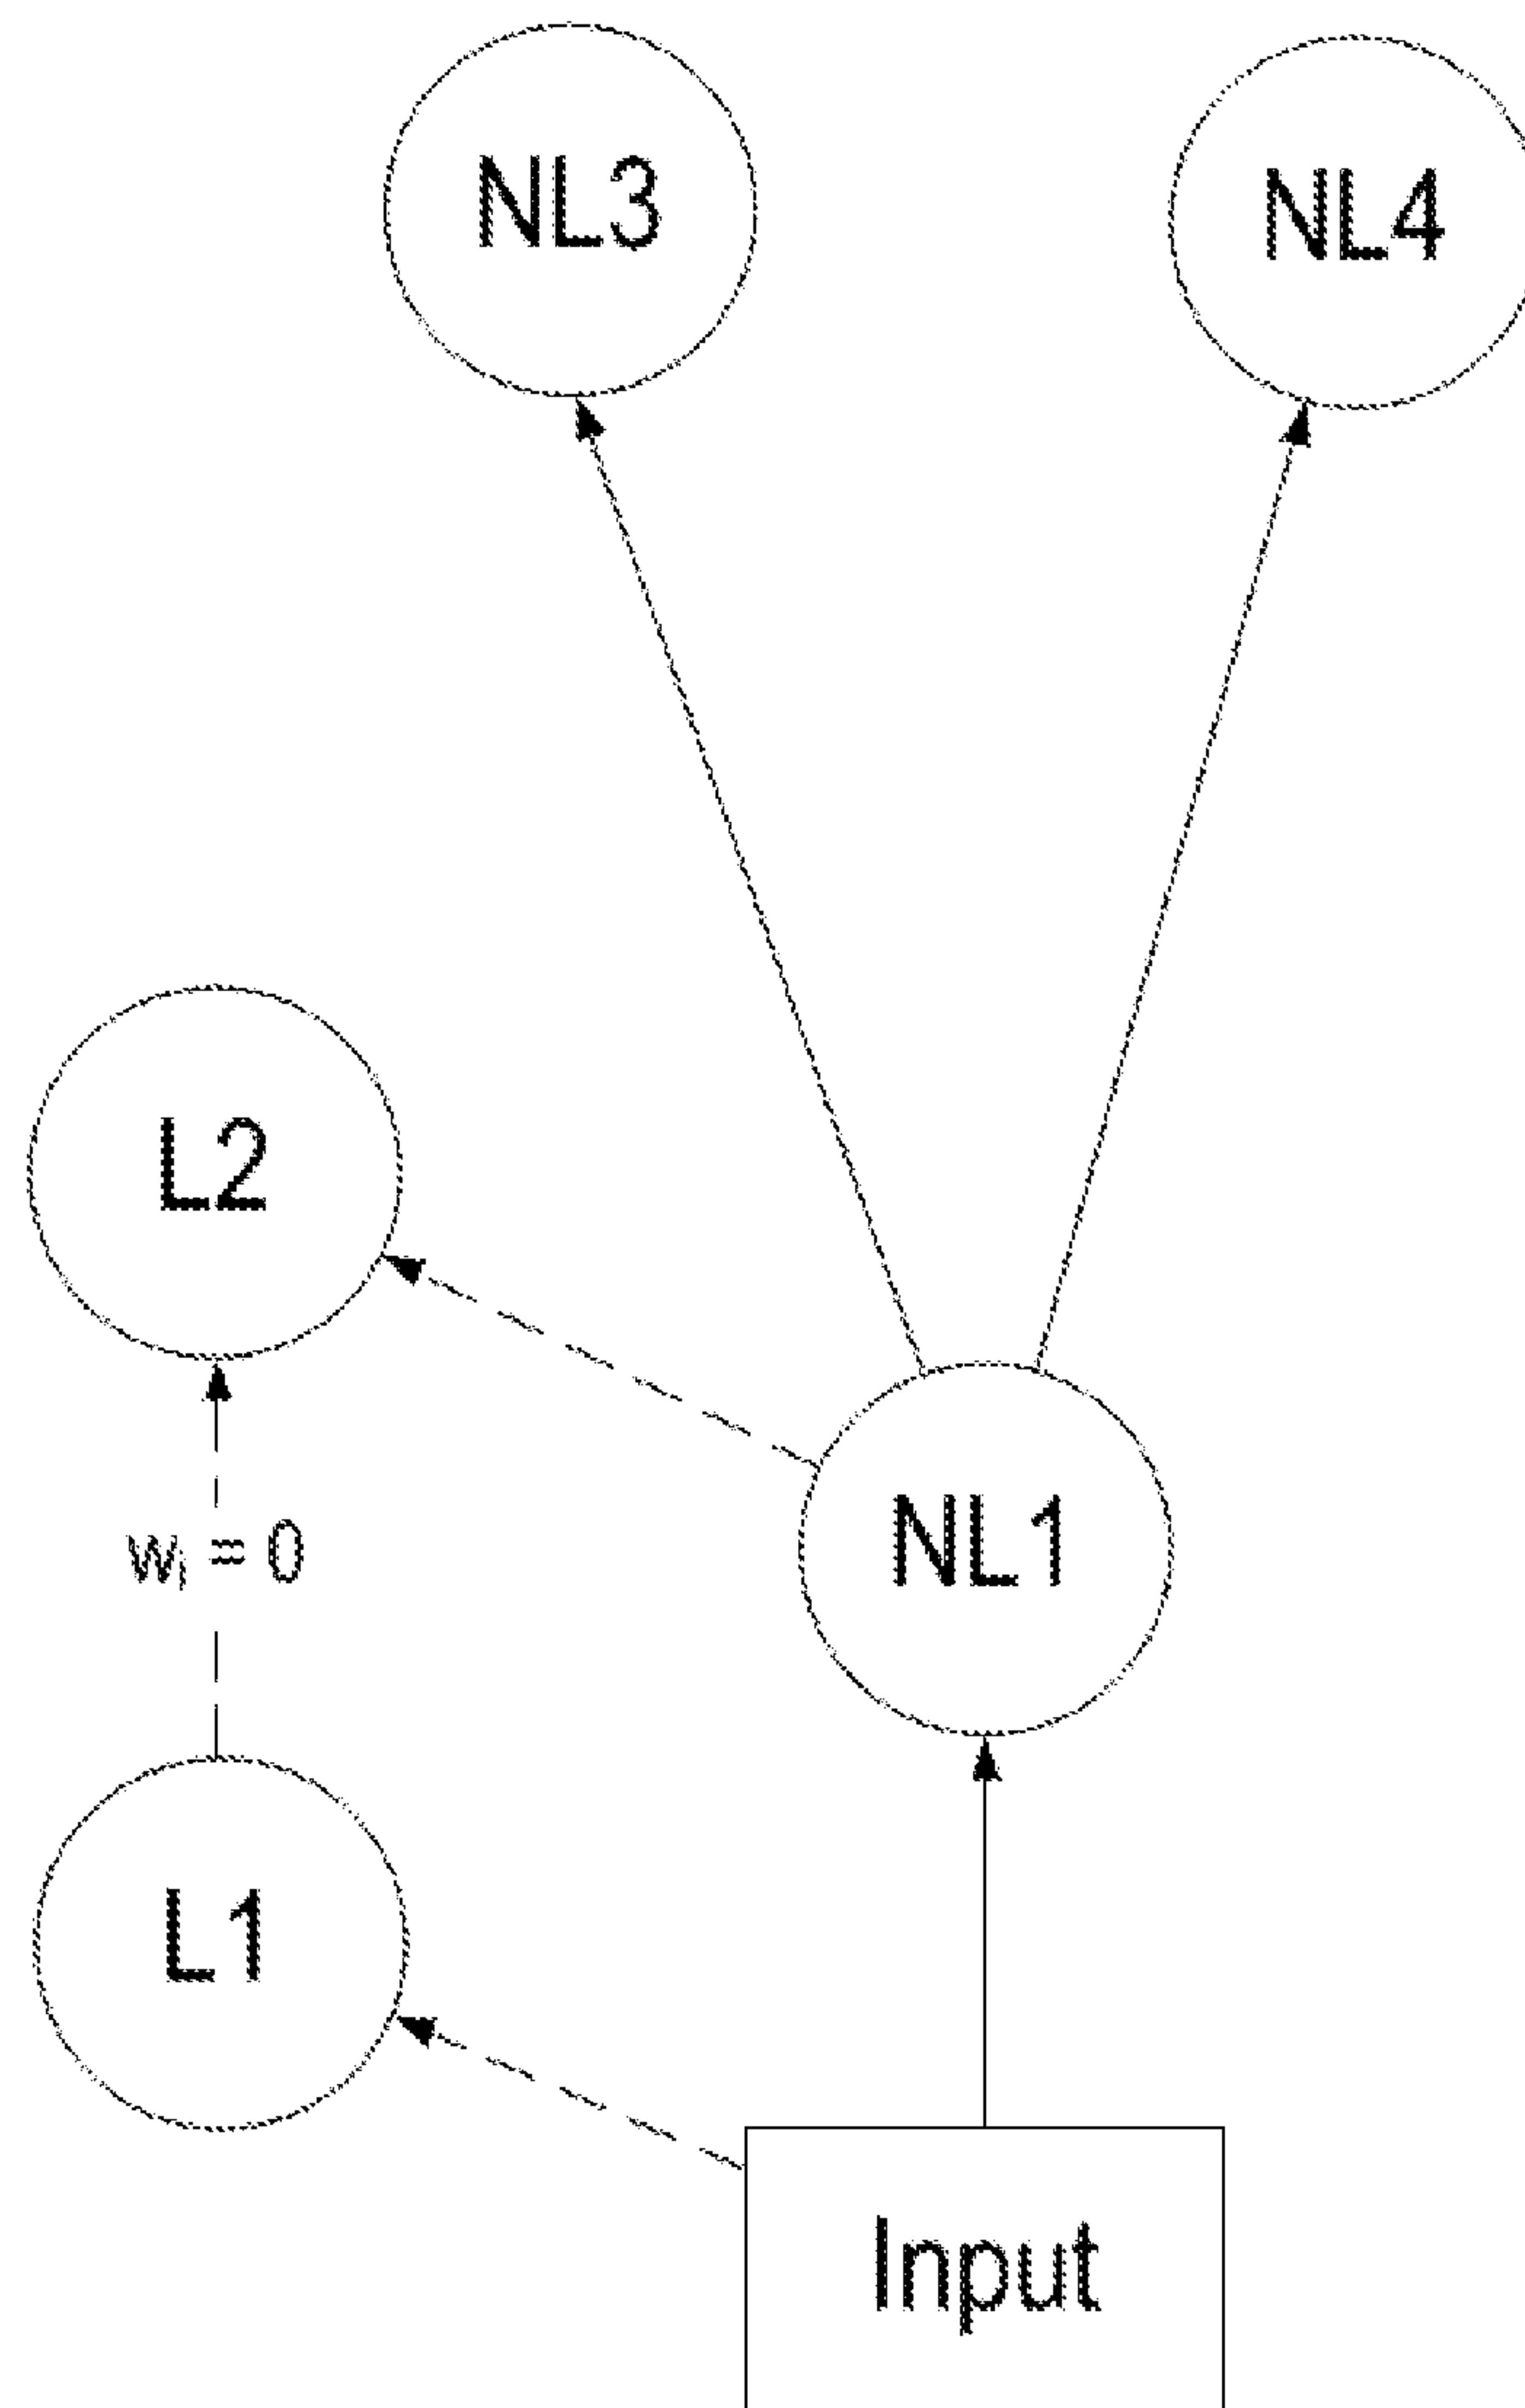 NL3
NL4
L2
NL1
wᵢ = 0
L1
Input